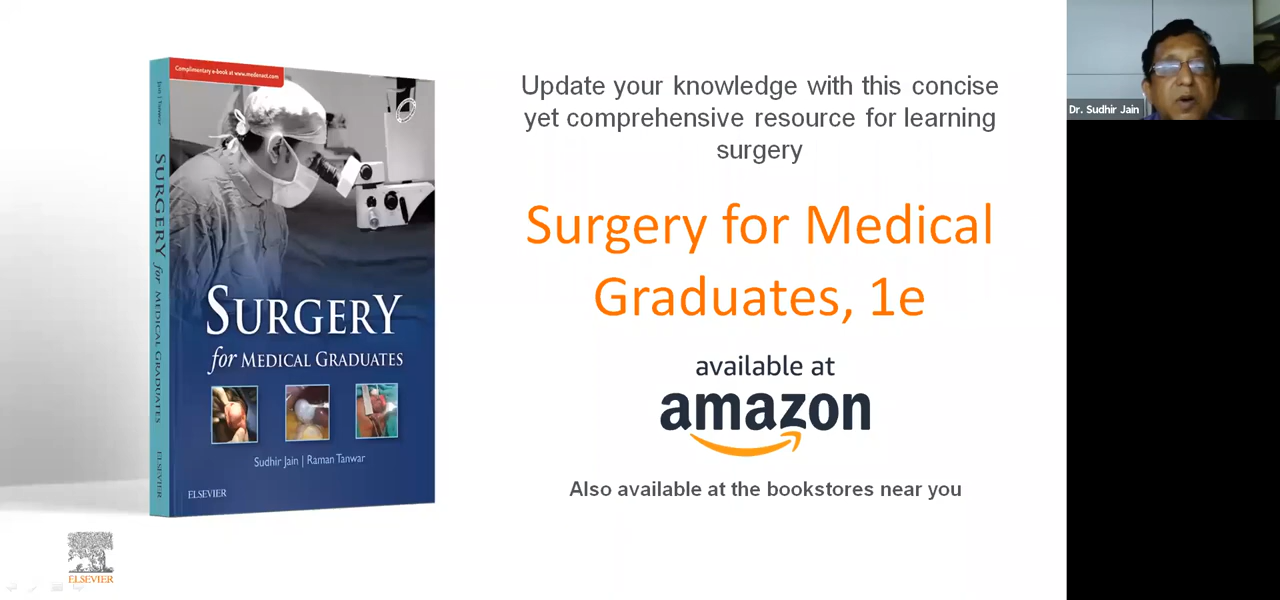 Complimentary e-book at www.medenact.com
Jain | Tanwar
SURGERY for MEDICAL GRADUATES
ELSEVIER
SURGERY
for MEDICAL GRADUATES
Sudhir Jain | Raman Tanwar
ELSEVIER
ELSEVIER
Update your knowledge with this concise
yet comprehensive resource for learning
surgery
Surgery for Medical
Graduates, 1e
available at
amazon
Also available at the bookstores near you
Dr. Sudhir Jain